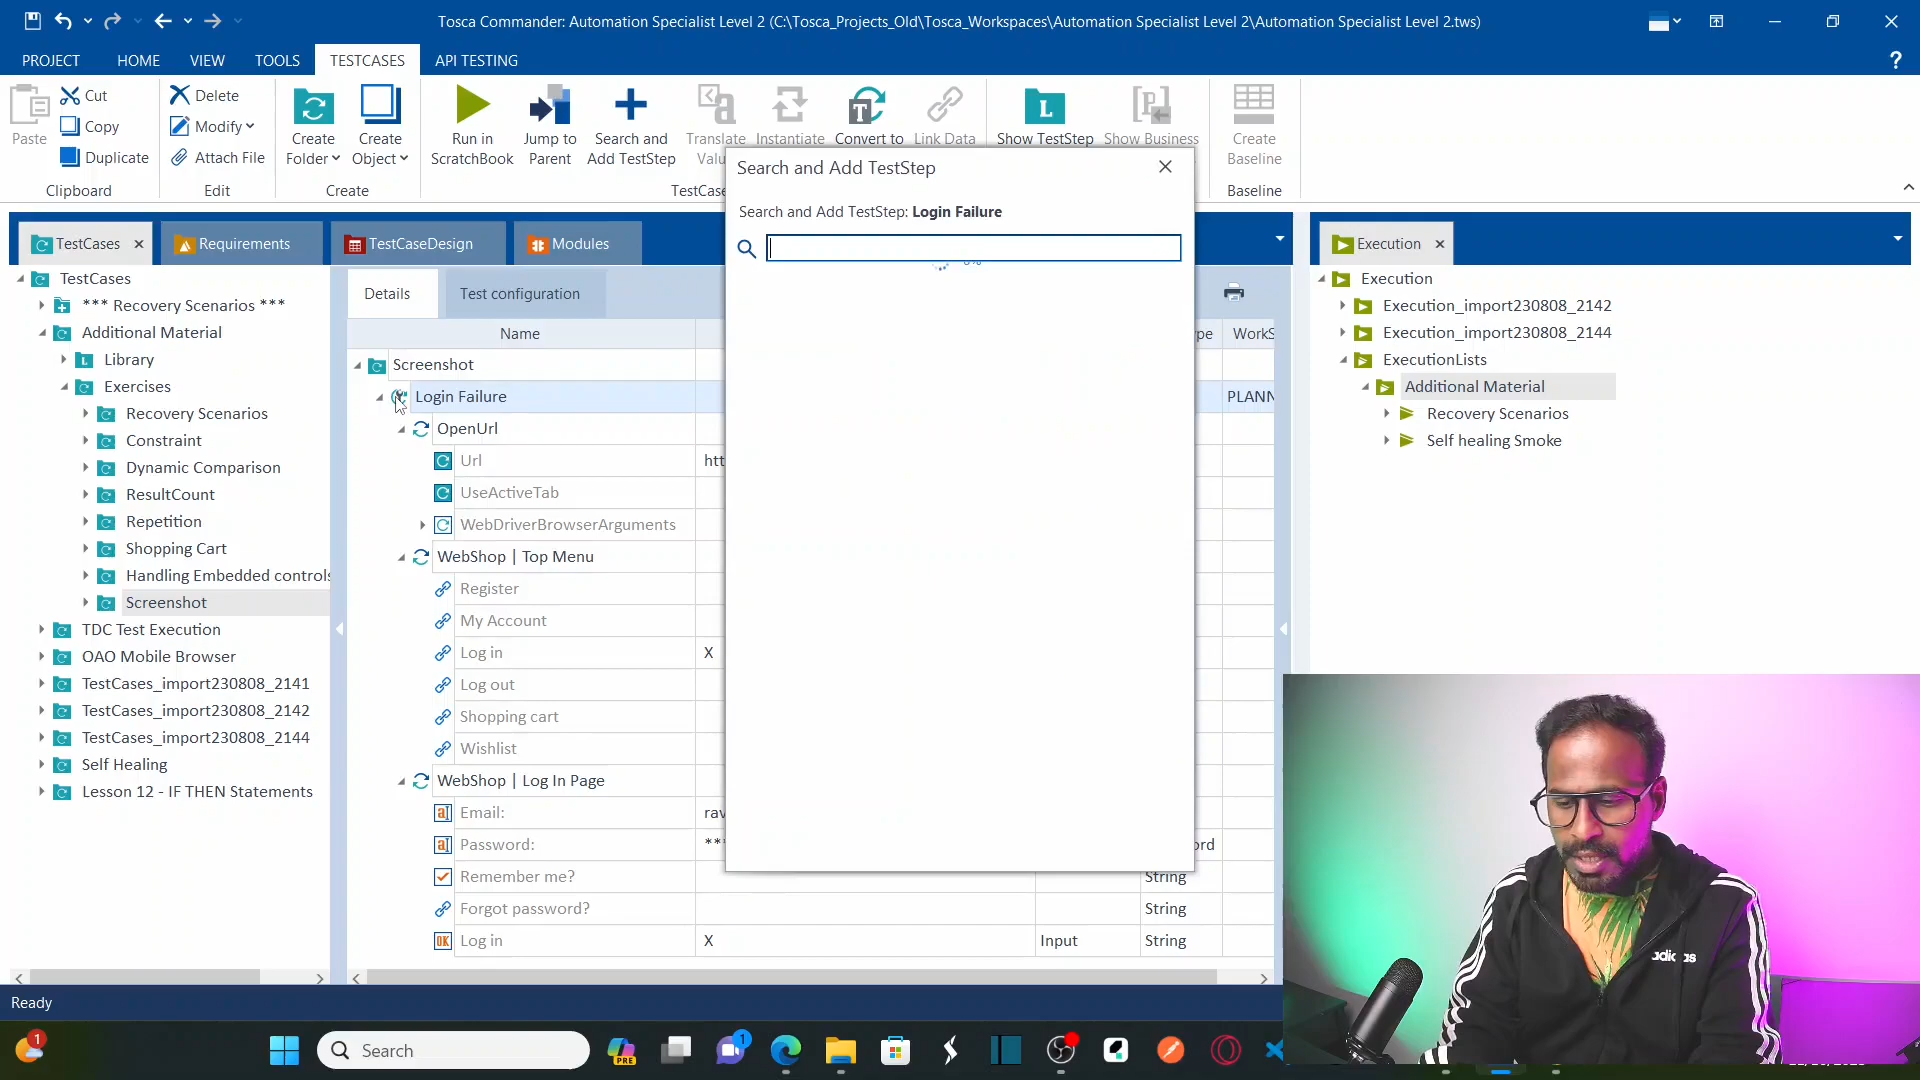 Tosca Commander: Automation Specialist Level 2 (C:\Tosca_Projects_Old\Tosca_Workspaces\Automation Specialist Level 2\Automation Specialist Level 2.tws)
PROJECT HOME VIEW TOOLS TESTCASES API TESTING ?
Paste
Cut
Copy
Duplicate
Clipboard
Delete
Modify
Attach File
Edit
Create Folder
Create Object
Create
Run in ScratchBook
Jump to Parent
Search and Add TestStep
Translate
Instantiate
Convert to
Link Data
Show TestStep
Show Business
Create Baseline
Baseline
TestCases
Requirements
TestCaseDesign
Modules
Execution
TestCases
*** Recovery Scenarios ***
Additional Material
Library
Exercises
Recovery Scenarios
Constraint
Dynamic Comparison
ResultCount
Repetition
Shopping Cart
Handling Embedded controls
Screenshot
TDC Test Execution
OAO Mobile Browser
TestCases_import230808_2141
TestCases_import230808_2142
TestCases_import230808_2144
Self Healing
Lesson 12 - IF THEN Statements
Details
Test configuration
Name
Screenshot
Login Failure PLANN
OpenUrl
Url htt
UseActiveTab
WebDriverBrowserArguments
WebShop | Top Menu
Register
My Account
Log in X
Log out
Shopping cart
Wishlist
WebShop | Log In Page
Email: rav
Password: **
Remember me? String
Forgot password? String
OK Log in X Input String
Search and Add TestStep
Search and Add TestStep: Login Failure
Execution
Execution_import230808_2142
Execution_import230808_2144
ExecutionLists
Additional Material
Recovery Scenarios
Self healing Smoke
adidas
Ready
1
Search
PRE
1